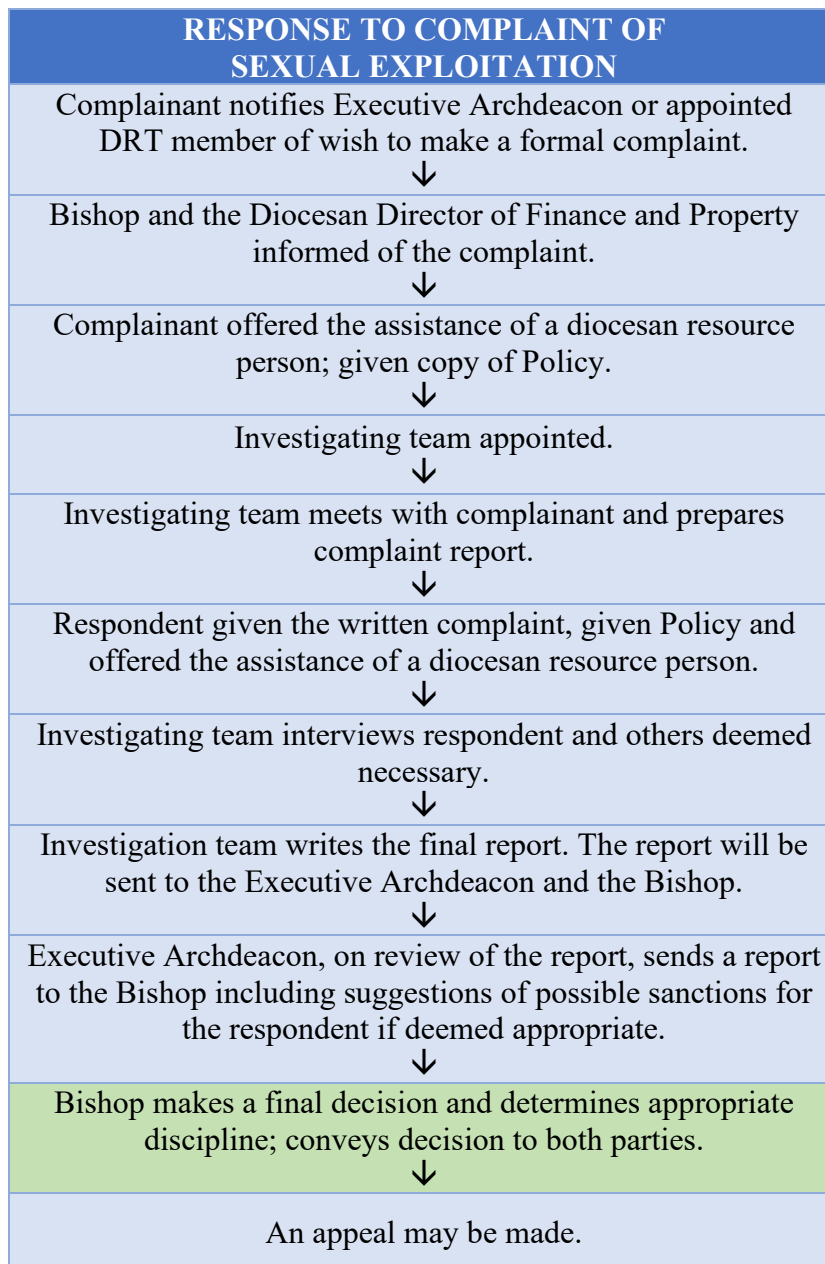 RESPONSE TO COMPLAINT OF
SEXUAL EXPLOITATION
Complainant notifies Executive Archdeacon or appointed
DRT member of wish to make a formal complaint.
↓
Bishop and the Diocesan Director of Finance and Property
informed of the complaint.
↓
Complainant offered the assistance of a diocesan resource
person; given copy of Policy.
↓
Investigating team appointed.
↓
Investigating team meets with complainant and prepares
complaint report.
↓
Respondent given the written complaint, given Policy and
offered the assistance of a diocesan resource person.
↓
Investigating team interviews respondent and others deemed
necessary.
↓
Investigation team writes the final report. The report will be
sent to the Executive Archdeacon and the Bishop.
↓
Executive Archdeacon, on review of the report, sends a report
to the Bishop including suggestions of possible sanctions for
the respondent if deemed appropriate.
↓
Bishop makes a final decision and determines appropriate
discipline; conveys decision to both parties.
↓
An appeal may be made.